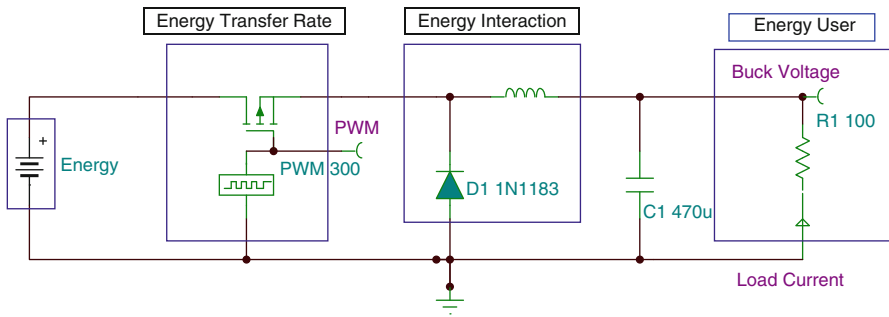 Energy Transfer Rate
Energy Interaction
Energy User
Buck Voltage
R1 100
PWM
PWM 300
+
Energy
D1 1N1183
C1 470u
Load Current